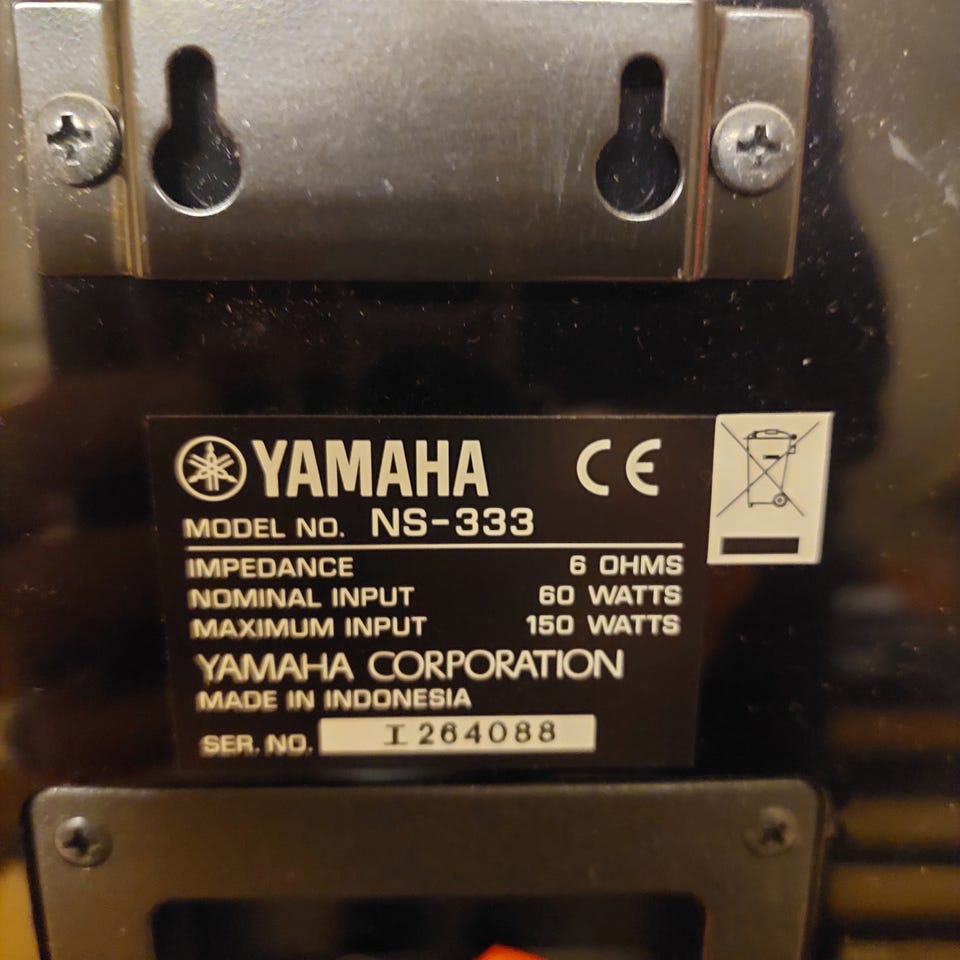 YAMAHA CE
MODEL NO. NS-333
IMPEDANCE 6 OHMS
NOMINAL INPUT 60 WATTS
MAXIMUM INPUT 150 WATTS
YAMAHA CORPORATION
MADE IN INDONESIA
SER. NO. I264088